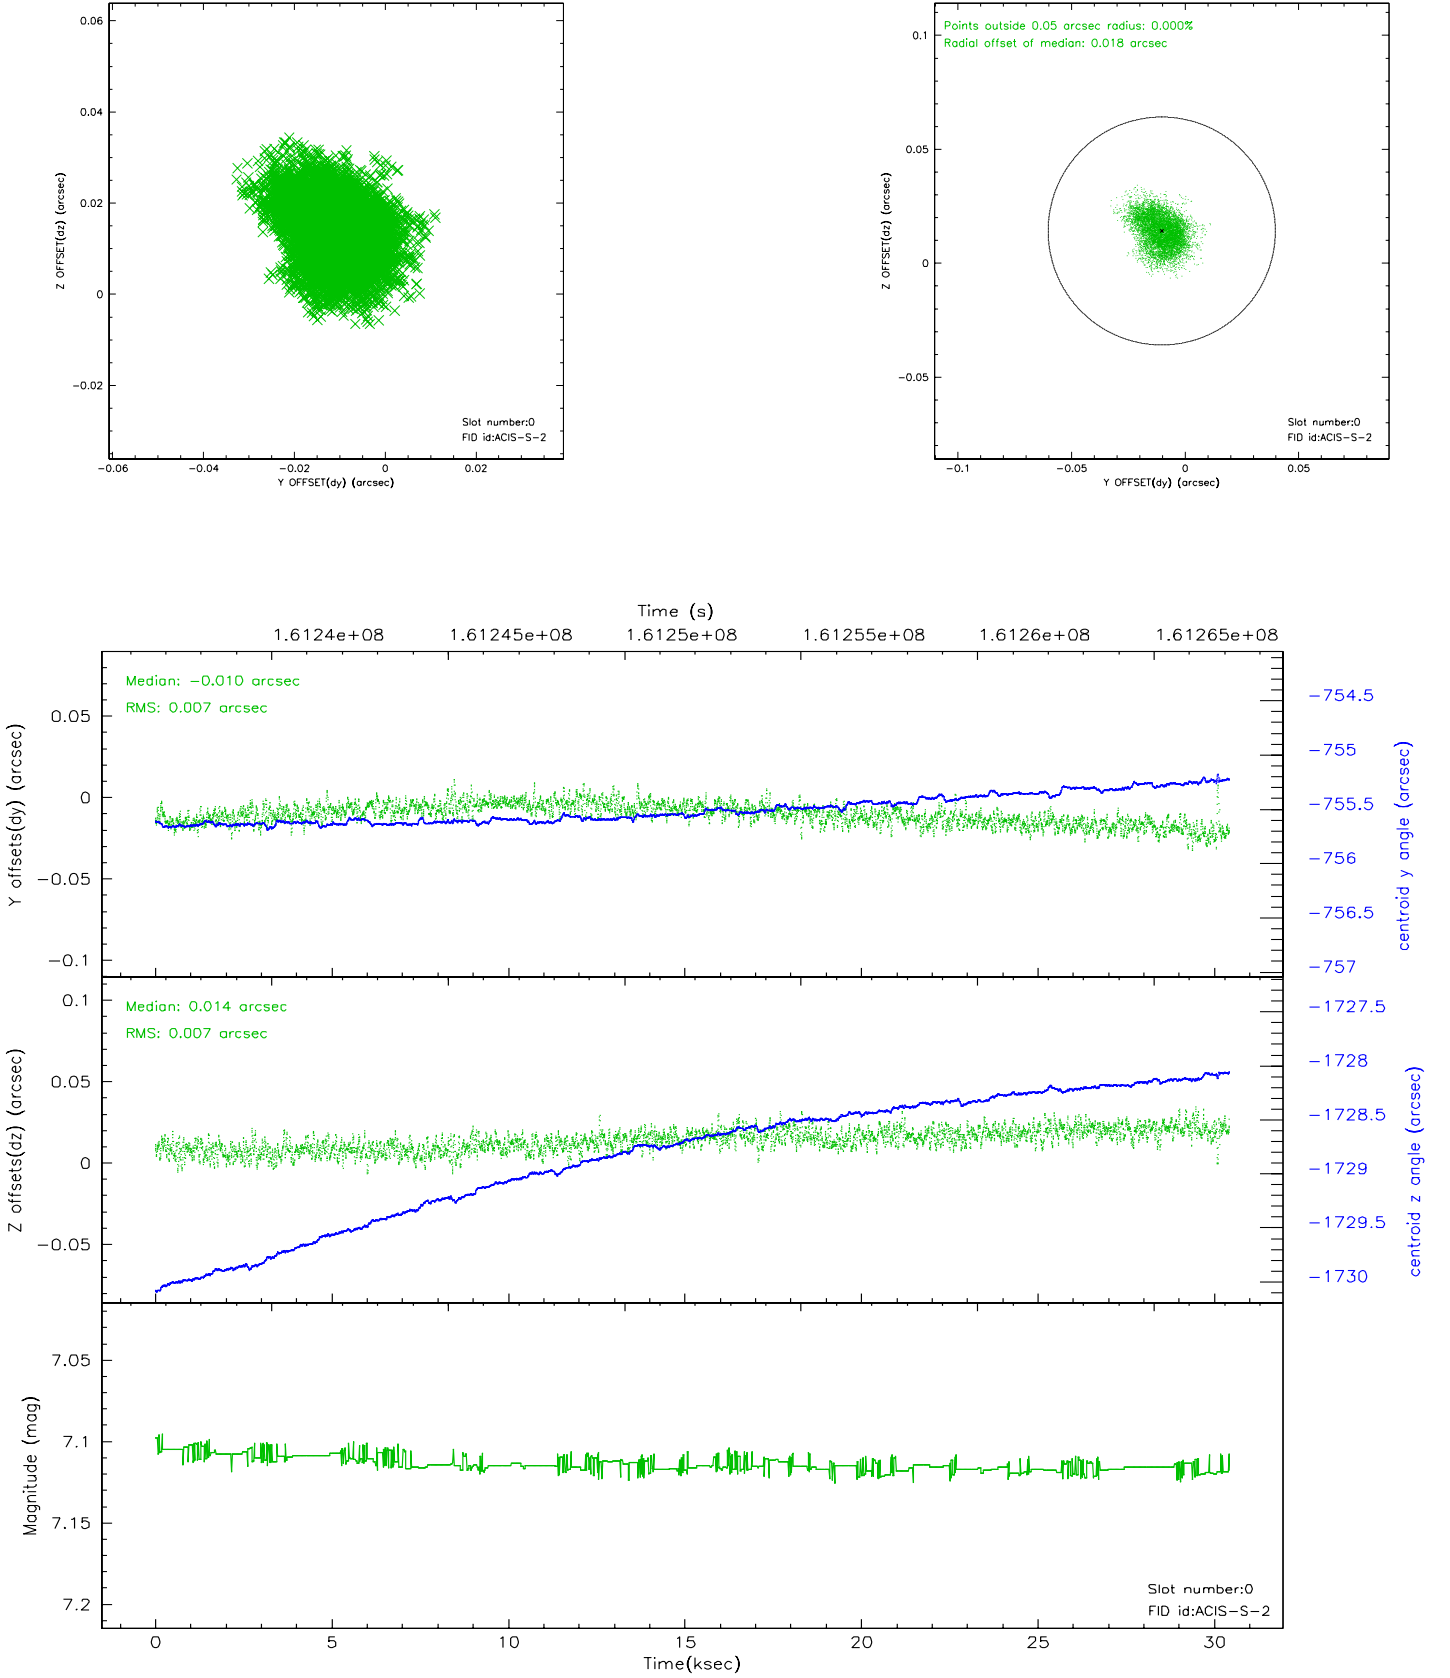 0.06
0.04
0.02
0
−0.02
Z OFFSET(dz) (arcsec)
−0.06
−0.04
−0.02
0
0.02
Y OFFSET(dy) (arcsec)
Slot number:0
FID id:ACIS−S−2
Points outside 0.05 arcsec radius: 0.000%
Radial offset of median: 0.018 arcsec
0.1
0.05
0
−0.05
Z OFFSET(dz) (arcsec)
−0.1
−0.05
0
0.05
Y OFFSET(dy) (arcsec)
Slot number:0
FID id:ACIS−S−2
Time (s)
1.6124e+08
1.61245e+08
1.6125e+08
1.61255e+08
1.6126e+08
1.61265e+08
Median: −0.010 arcsec
RMS: 0.007 arcsec
0.05
0
−0.05
−0.1
Y offsets(dy) (arcsec)
−754.5
−755
−755.5
−756
−756.5
−757
centroid y angle (arcsec)
Median: 0.014 arcsec
RMS: 0.007 arcsec
0.1
0.05
0
−0.05
Z offsets(dz) (arcsec)
−1727.5
−1728
−1728.5
−1729
−1729.5
−1730
centroid z angle (arcsec)
7.05
7.1
7.15
7.2
Magnitude (mag)
Slot number:0
FID id:ACIS−S−2
0
5
10
15
20
25
30
Time(ksec)